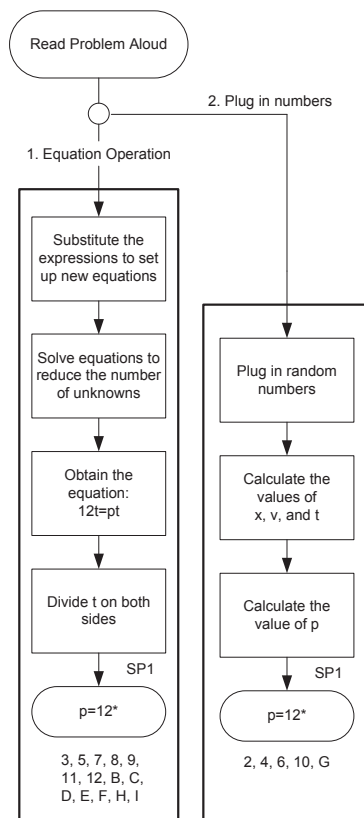 Read Problem Aloud
2. Plug in numbers
1. Equation Operation
Substitute the
expressions to set
up new equations
Solve equations to
reduce the number
of unknowns
Obtain the
equation:
12t=pt
Divide t on both
sides
SP1
p=12*
3, 5, 7, 8, 9,
11, 12, B, C,
D, E, F, H, I
Plug in random
numbers
Calculate the
values of
x, v, and t
Calculate the
value of p
SP1
p=12*
2, 4, 6, 10, G